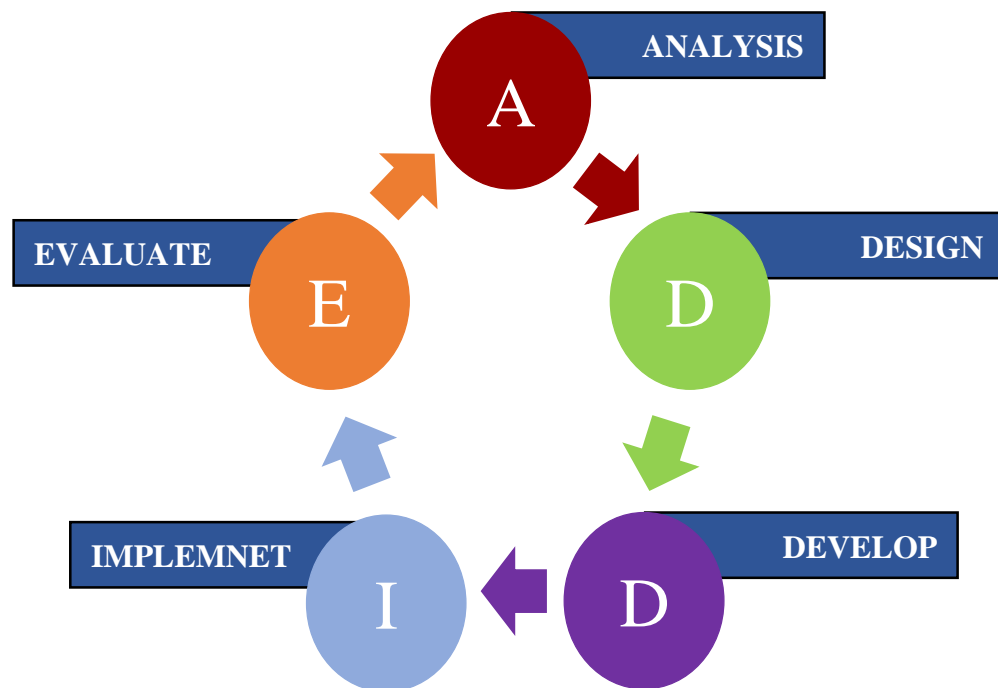 A
ANALYSIS
D
DESIGN
D
DEVELOP
I
IMPLEMNET
E
EVALUATE